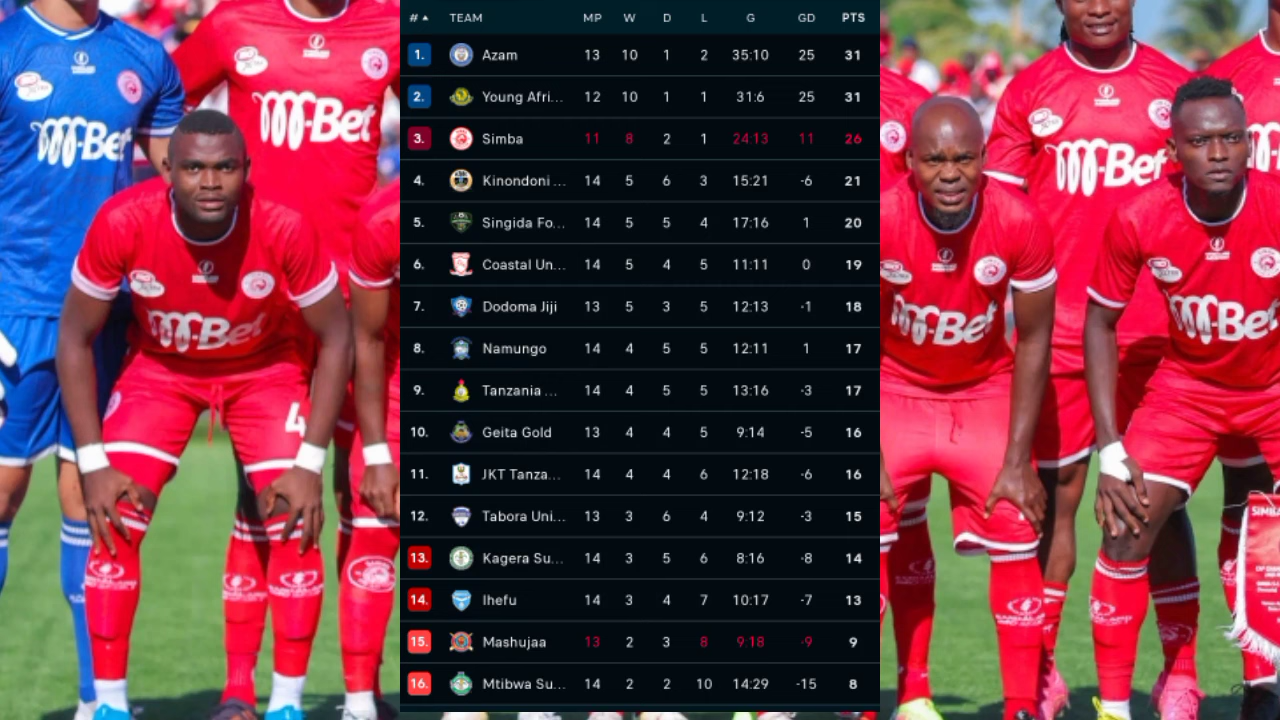 # ▲ TEAM MP W D L G GD PTS
1. Azam 13 10 1 2 35:10 25 31
2. Young Afri... 12 10 1 1 31:6 25 31
3. Simba 11 8 2 1 24:13 11 26
4. Kinondoni ... 14 5 6 3 15:21 -6 21
5. Singida Fo... 14 5 5 4 17:16 1 20
6. Coastal Un... 14 5 4 5 11:11 0 19
7. Dodoma Jiji 13 5 3 5 12:13 -1 18
8. Namungo 14 4 5 5 12:11 1 17
9. Tanzania ... 14 4 5 5 13:16 -3 17
10. Geita Gold 13 4 4 5 9:14 -5 16
11. JKT Tanza... 14 4 4 6 12:18 -6 16
12. Tabora Uni... 13 3 6 4 9:12 -3 15
13. Kagera Su... 14 3 5 6 8:16 -8 14
14. Ihefu 14 3 4 7 10:17 -7 13
15. Mashujaa 13 2 3 8 9:18 -9 9
16. Mtibwa Su... 14 2 2 10 14:29 -15 8
M-Bet
M-Bet
M-Bet
4
M-Bet
M-Bet
M-Bet
SIMBA